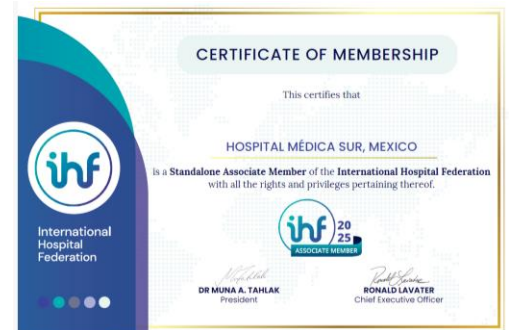 CERTIFICATE OF MEMBERSHIP
This certifies that
HOSPITAL MÉDICA SUR, MEXICO
is a Standalone Associate Member of the International Hospital Federation
with all the rights and privileges pertaining thereof.
ihf
International
Hospital
Federation
ihf 20
25
ASSOCIATE MEMBER
DR MUNA A. TAHLAK
President
RONALD LAVATER
Chief Executive Officer